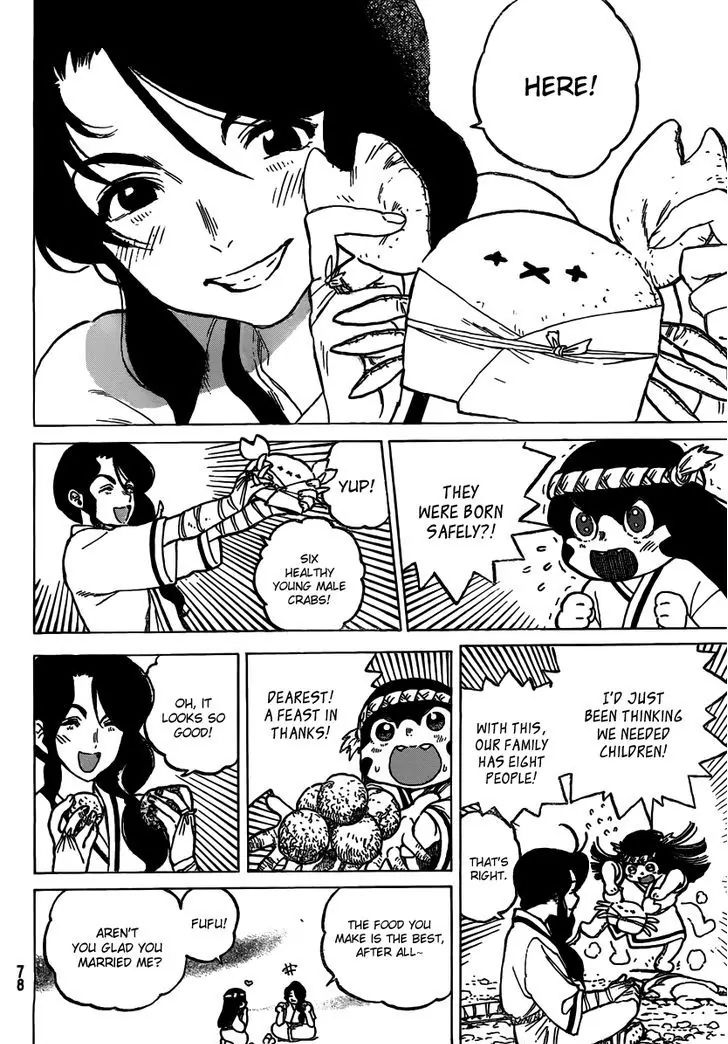 HERE!
THEY
WERE BORN
SAFELY?!
YUP!
SIX
HEALTHY
YOUNG MALE
CRABS!
I'D JUST
BEEN THINKING
WE NEEDED
CHILDREN!
WITH THIS,
OUR FAMILY
HAS EIGHT
PEOPLE!
THAT'S
RIGHT.
DEAREST!
A FEAST IN
THANKS!
OH, IT
LOOKS SO
GOOD!
THE FOOD YOU
MAKE IS THE BEST,
AFTER ALL~
FUFU!
AREN'T
YOU GLAD YOU
MARRIED ME?
78